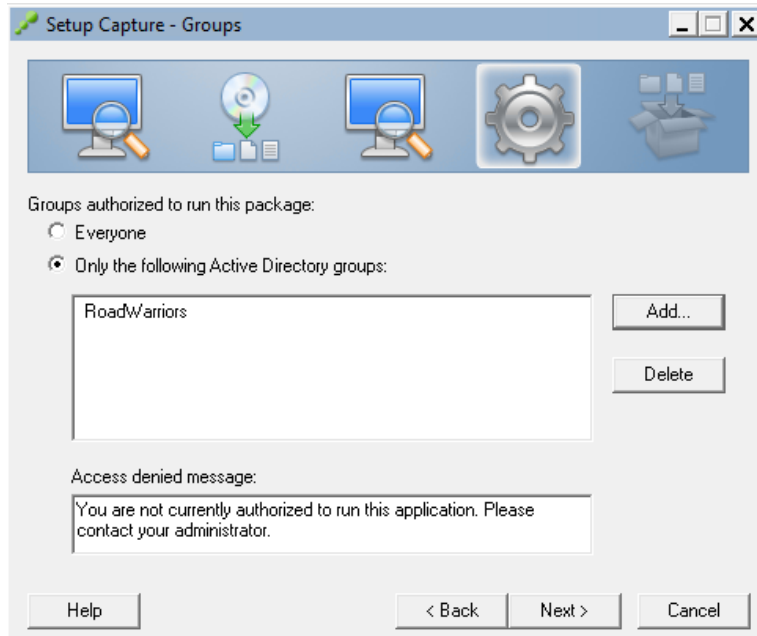 Setup Capture - Groups
Groups authorized to run this package:
Everyone
Only the following Active Directory groups:
RoadWarriors
Add...
Delete
Access denied message:
You are not currently authorized to run this application. Please
contact your administrator.
Help
< Back
Next >
Cancel